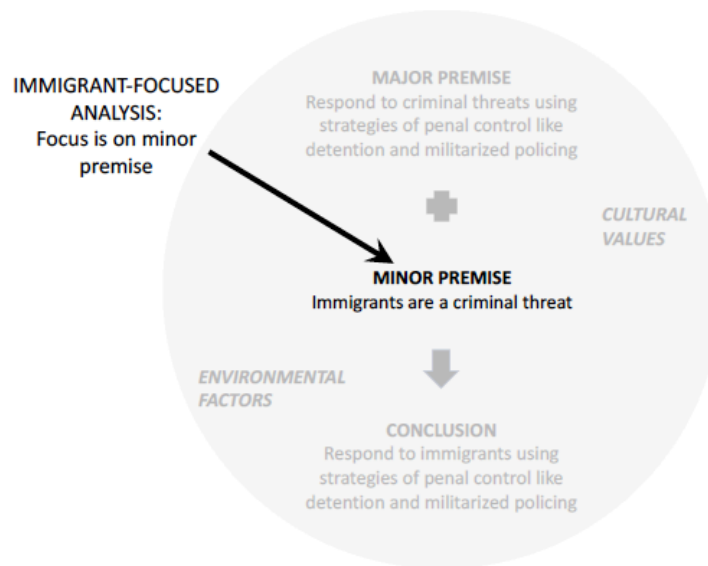 IMMIGRANT-FOCUSED
ANALYSIS:
Focus is on minor
premise
MAJOR PREMISE
Respond to criminal threats using
strategies of penal control like
detention and militarized policing
CULTURAL
VALUES
MINOR PREMISE
Immigrants are a criminal threat
ENVIRONMENTAL
FACTORS
CONCLUSION
Respond to immigrants using
strategies of penal control like
detention and militarized policing